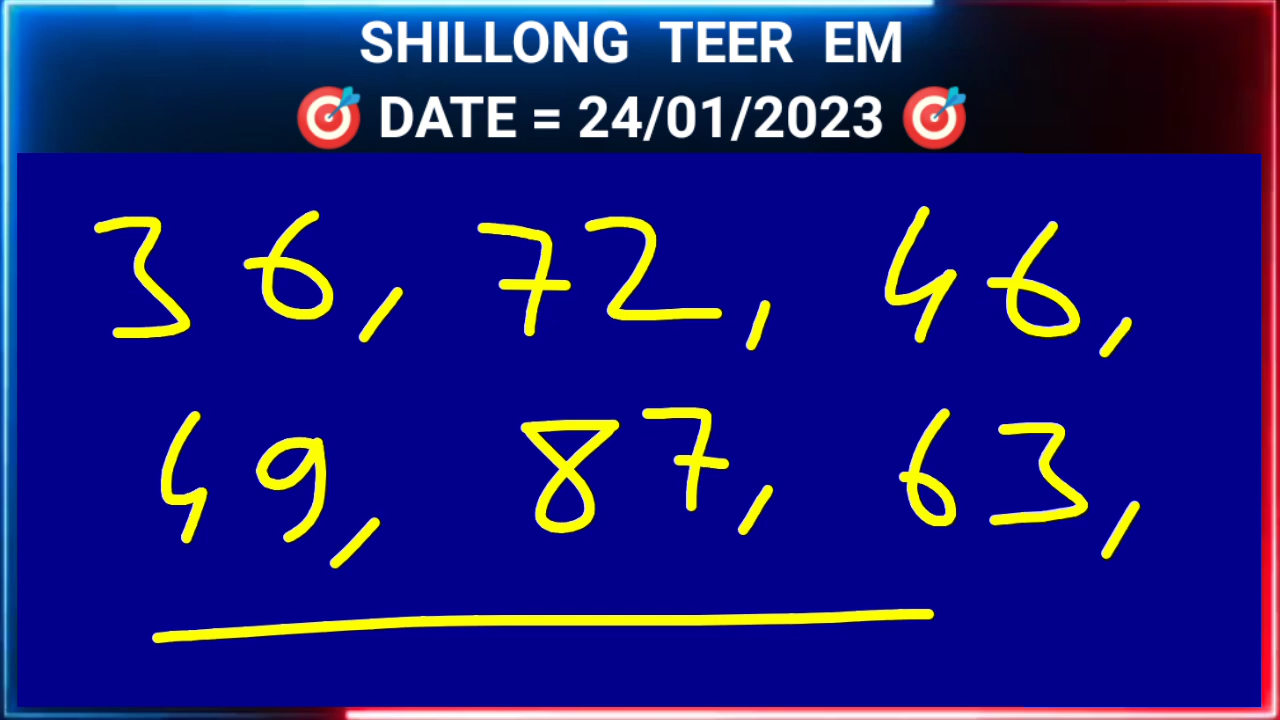 SHILLONG TEER EM
🎯 DATE = 24/01/2023 🎯
36, 72, 46,
49, 87, 63,